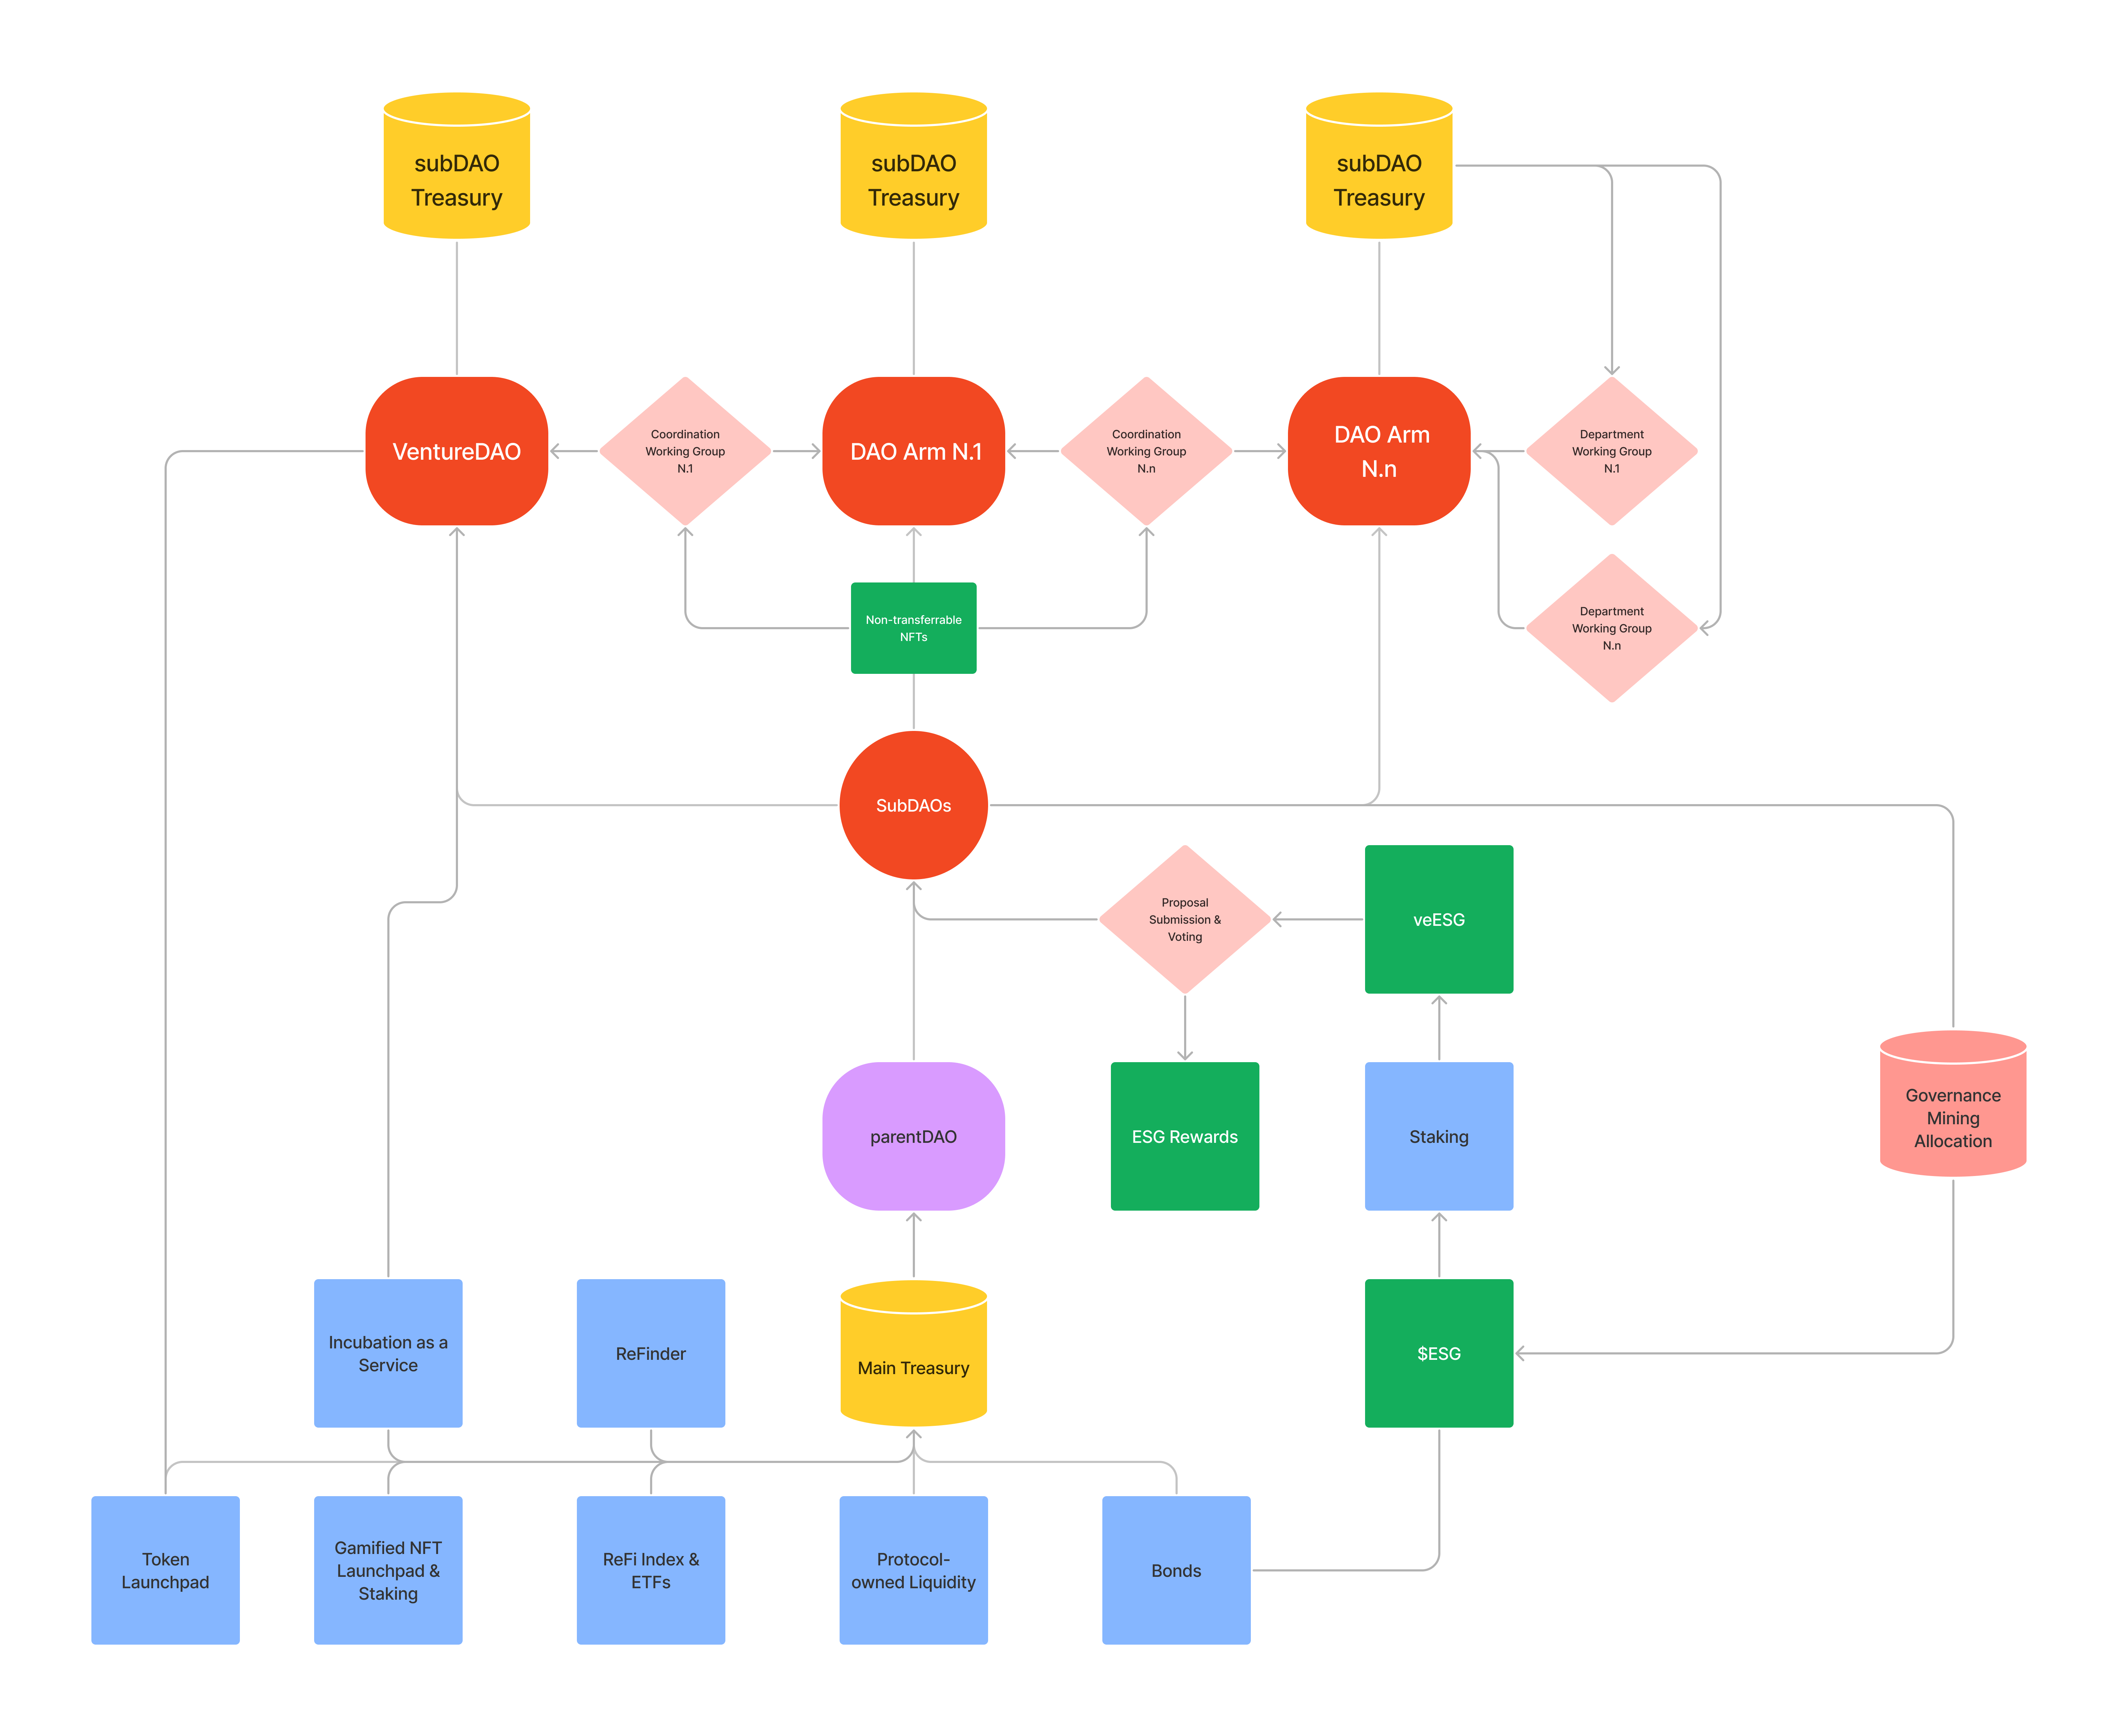 subDAO
Treasury
subDAO
Treasury
subDAO
Treasury
VentureDAO
Coordination
Working Group
N.1
DAO Arm N.1
Coordination
Working Group
N.n
DAO Arm
N.n
Department
Working Group
N.1
Non-transferrable
NFTs
Department
Working Group
N.n
SubDAOs
Proposal
Submission &
Voting
veESG
parentDAO
ESG Rewards
Staking
Governance
Mining
Allocation
Incubation as a
Service
ReFinder
Main Treasury
$ESG
Token
Launchpad
Gamified NFT
Launchpad &
Staking
ReFi Index &
ETFs
Protocol-
owned Liquidity
Bonds